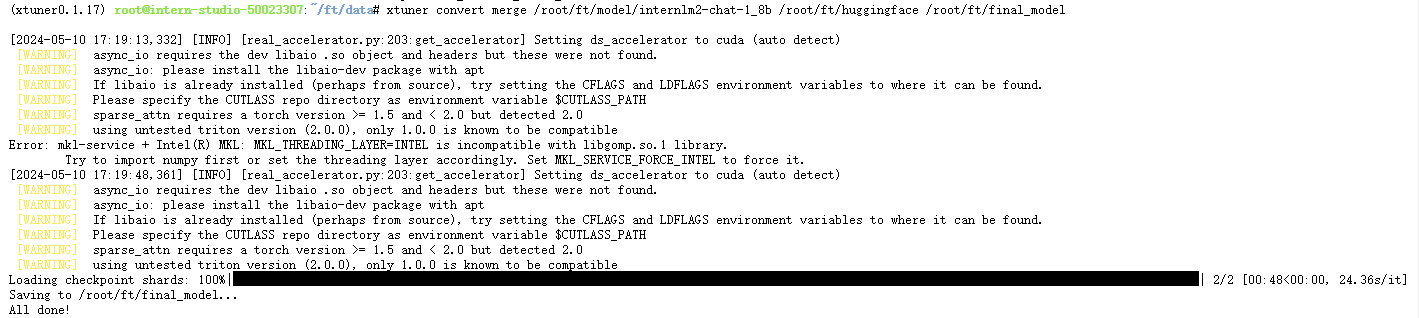 (xtuner0.1.17) root@intern-studio-50023307:~/ft/data# xtuner convert merge /root/ft/model/internlm2-chat-1_8b /root/ft/huggingface /root/ft/final_model
[2024-05-10 17:19:13,332] [INFO] [real_accelerator.py:203:get_accelerator] Setting ds_accelerator to cuda (auto detect)
[WARNING]  async_io requires the dev libaio .so object and headers but these were not found.
[WARNING]  async_io: please install the libaio-dev package with apt
[WARNING]  If libaio is already installed (perhaps from source), try setting the CFLAGS and LDFLAGS environment variables to where it can be found.
[WARNING]  Please specify the CUTLASS repo directory as environment variable $CUTLASS_PATH
[WARNING]  sparse_attn requires a torch version >= 1.5 and < 2.0 but detected 2.0
[WARNING]  using untested triton version (2.0.0), only 1.0.0 is known to be compatible
Error: mkl-service + Intel(R) MKL: MKL_THREADING_LAYER=INTEL is incompatible with libgomp.so.1 library.
Try to import numpy first or set the threading layer accordingly. Set MKL_SERVICE_FORCE_INTEL to force it.
[2024-05-10 17:19:48,361] [INFO] [real_accelerator.py:203:get_accelerator] Setting ds_accelerator to cuda (auto detect)
[WARNING]  async_io requires the dev libaio .so object and headers but these were not found.
[WARNING]  async_io: please install the libaio-dev package with apt
[WARNING]  If libaio is already installed (perhaps from source), try setting the CFLAGS and LDFLAGS environment variables to where it can be found.
[WARNING]  Please specify the CUTLASS repo directory as environment variable $CUTLASS_PATH
[WARNING]  sparse_attn requires a torch version >= 1.5 and < 2.0 but detected 2.0
[WARNING]  using untested triton version (2.0.0), only 1.0.0 is known to be compatible
Loading checkpoint shards: 100%| | 2/2 [00:48<00:00, 24.36s/it]
Saving to /root/ft/final_model...
All done!